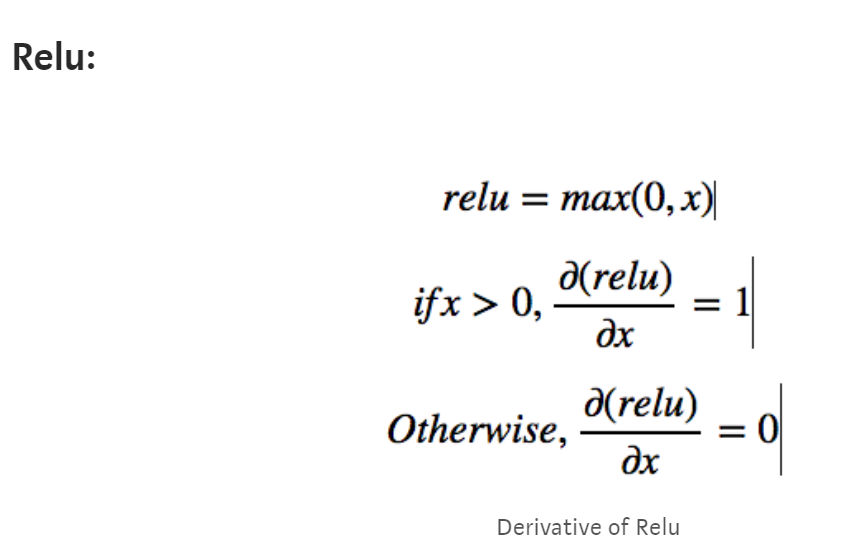 Relu:
relu = max(0, x)
if x > 0, ∂(relu)/∂x = 1
Otherwise, ∂(relu)/∂x = 0
Derivative of Relu